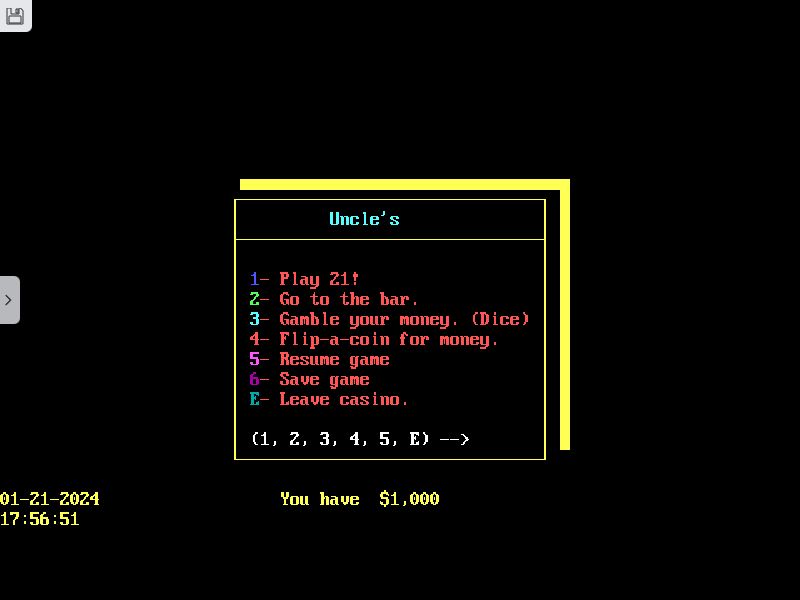 Uncle's
1- Play 21!
2- Go to the bar.
3- Gamble your money. (Dice)
4- Flip-a-coin for money.
5- Resume game
6- Save game
E- Leave casino.
(1, 2, 3, 4, 5, E) -->
01-21-2024 You have $1,000
17:56:51